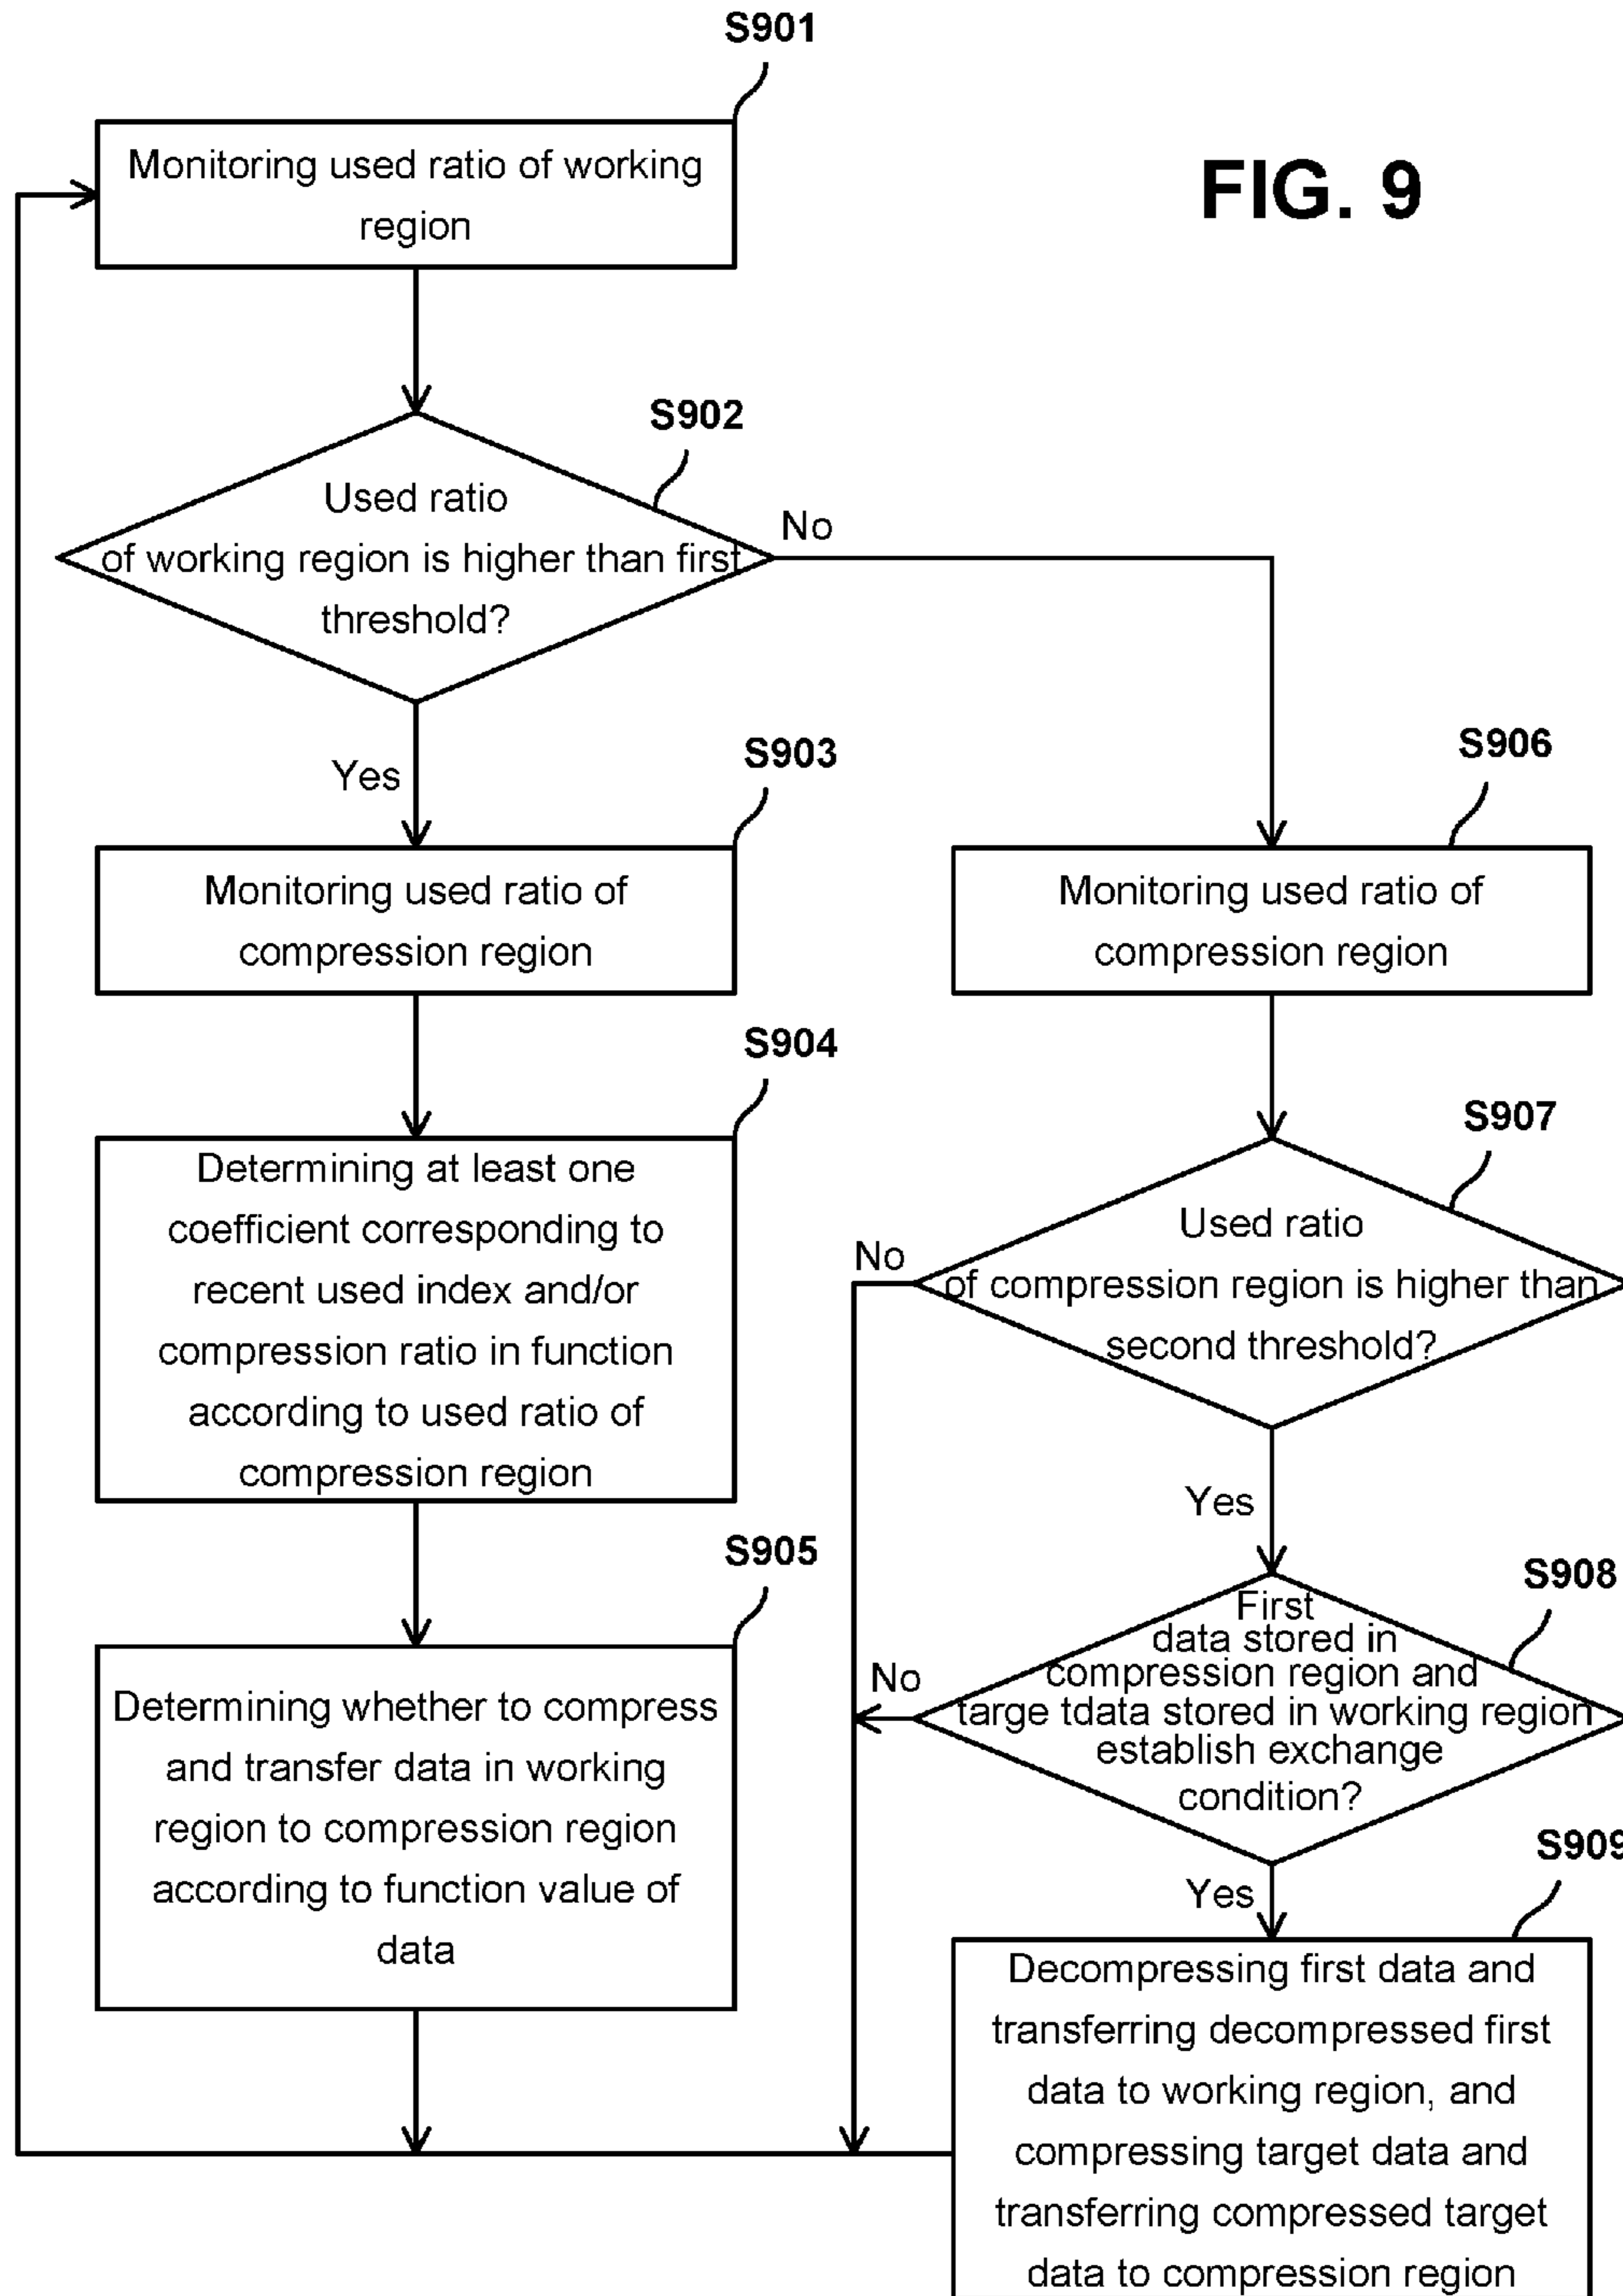 S901
Monitoring used ratio of working
region
FIG. 9
S902
Used ratio
of working region is higher than first
threshold?
No
Yes
S903
Monitoring used ratio of
compression region
S906
Monitoring used ratio of
compression region
S904
Determining at least one
coefficient corresponding to
recent used index and/or
compression ratio in function
according to used ratio of
compression region
S907
Used ratio
of compression region is higher than
second threshold?
No
Yes
S905
Determining whether to compress
and transfer data in working
region to compression region
according to function value of
data
S908
First
data stored in
compression region and
targe tdata stored in working region
establish exchange
condition?
No
Yes
S909
Decompressing first data and
transferring decompressed first
data to working region, and
compressing target data and
transferring compressed target
data to compression region